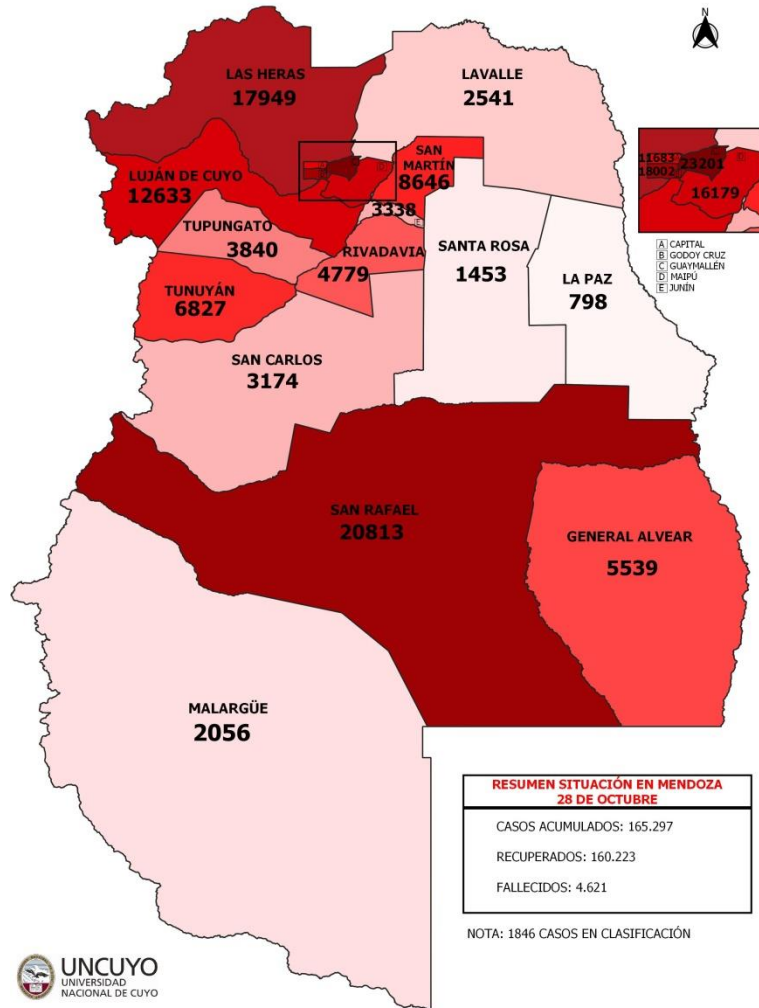 N
LAS HERAS
17949
LAVALLE
2541
SAN
MARTÍN
8646
LUJÁN DE CUYO
12633
3338
E
TUPUNGATO
3840
RIVADAVIA
4779
SANTA ROSA
1453
LA PAZ
798
TUNUYÁN
6827
SAN CARLOS
3174
11683
23201
18002
16179
A CAPITAL
B GODOY CRUZ
C GUAYMALLÉN
D MAIPÚ
E JUNÍN
SAN RAFAEL
20813
GENERAL ALVEAR
5539
MALARGÜE
2056
RESUMEN SITUACIÓN EN MENDOZA
28 DE OCTUBRE
CASOS ACUMULADOS: 165.297
RECUPERADOS: 160.223
FALLECIDOS: 4.621
NOTA: 1846 CASOS EN CLASIFICACIÓN
UNCUYO
UNIVERSIDAD
NACIONAL DE CUYO